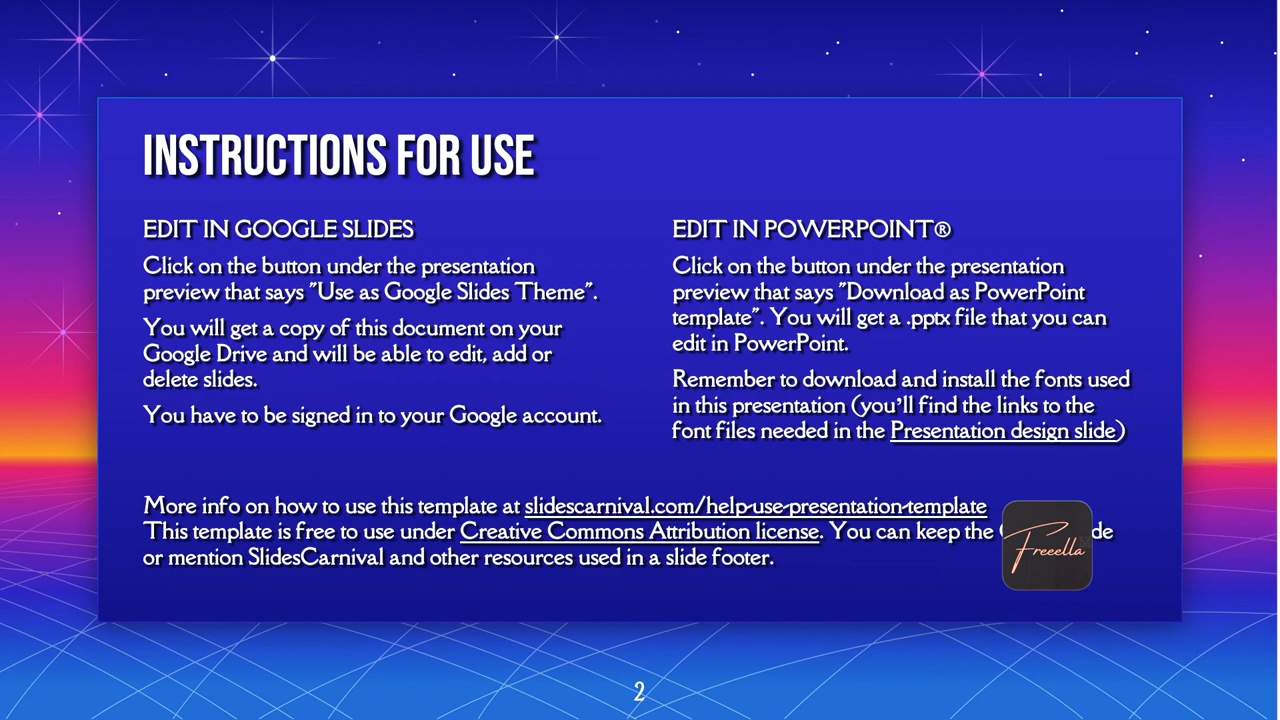 INSTRUCTIONS FOR USE
EDIT IN GOOGLE SLIDES
Click on the button under the presentation
preview that says "Use as Google Slides Theme".
You will get a copy of this document on your
Google Drive and will be able to edit, add or
delete slides.
You have to be signed in to your Google account.
EDIT IN POWERPOINT®
Click on the button under the presentation
preview that says "Download as PowerPoint
template". You will get a .pptx file that you can
edit in PowerPoint.
Remember to download and install the fonts used
in this presentation (you’ll find the links to the
font files needed in the Presentation design slide)
More info on how to use this template at slidescarnival.com/help-use-presentation-template
This template is free to use under Creative Commons Attribution license. You can keep the
or mention SlidesCarnival and other resources used in a slide footer.
Freeella
2